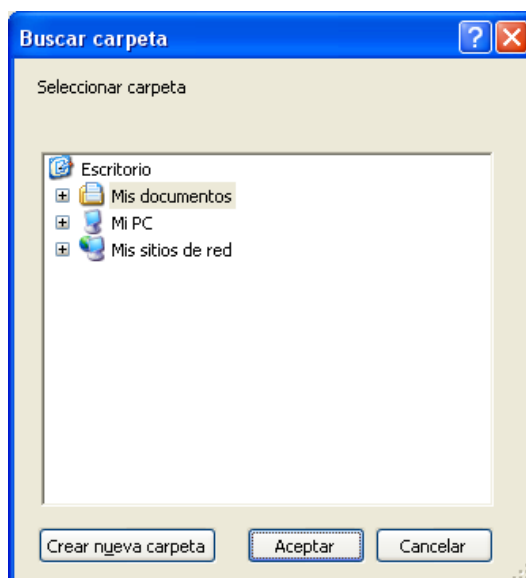 Buscar carpeta
Seleccionar carpeta
Escritorio
Mis documentos
Mi PC
Mis sitios de red
Crear nueva carpeta Aceptar Cancelar